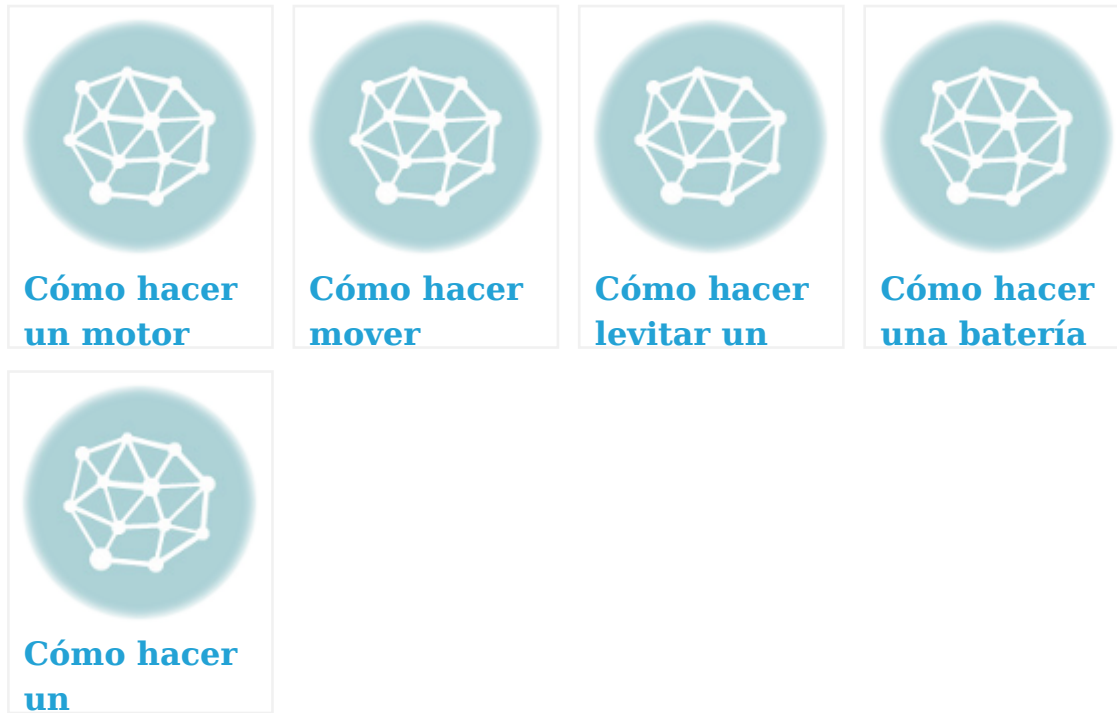 Cómo hacer
un motor
Cómo hacer
mover
Cómo hacer
levitar un
Cómo hacer
una batería
Cómo hacer
un